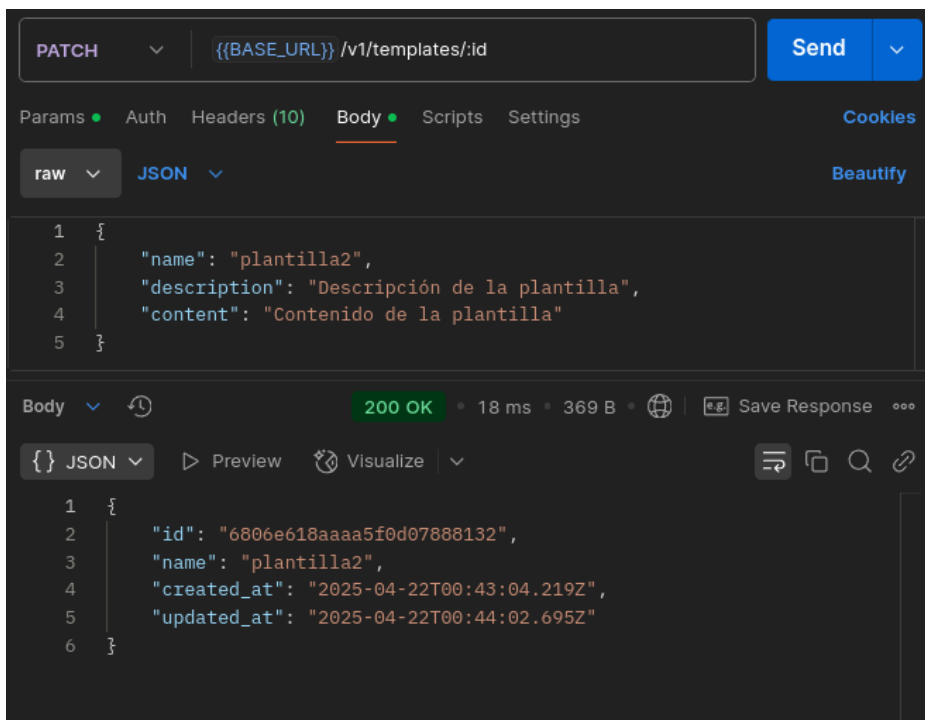 PATCH {{BASE_URL}} /v1/templates/:id Send
Params Auth Headers (10) Body Scripts Settings Cookies
raw JSON Beautify
1 {
2 "name": "plantilla2",
3 "description": "Descripción de la plantilla",
4 "content": "Contenido de la plantilla"
5 }
Body 200 OK 18 ms 369 B e.g. Save Response
{} JSON Preview Visualize
1 {
2 "id": "6806e618aaaa5f0d07888132",
3 "name": "plantilla2",
4 "created_at": "2025-04-22T00:43:04.219Z",
5 "updated_at": "2025-04-22T00:44:02.695Z"
6 }